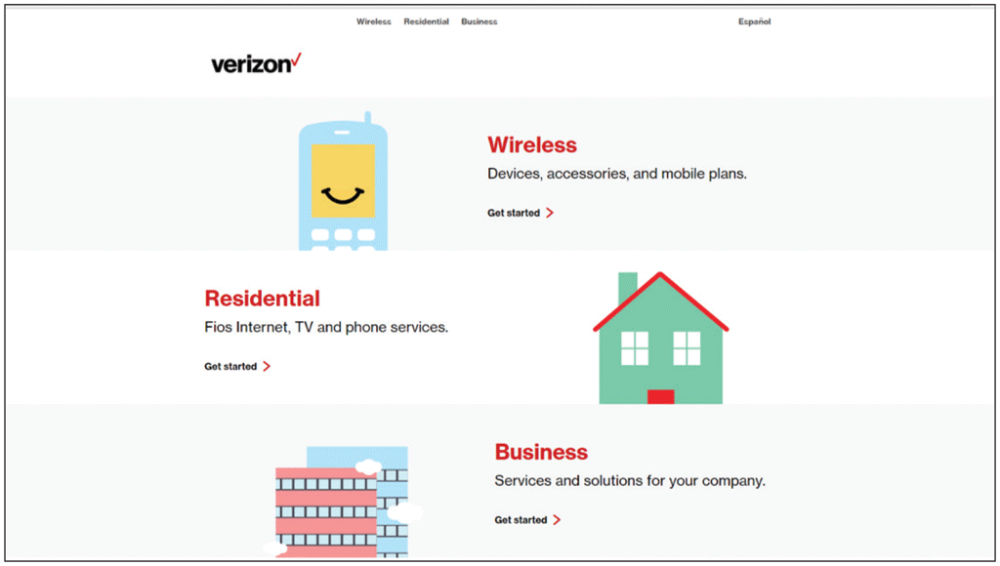 Wireless Residential Business Español
verizon✓
Wireless
Devices, accessories, and mobile plans.
Get started >
Residential
Fios Internet, TV and phone services.
Get started >
Business
Services and solutions for your company.
Get started >